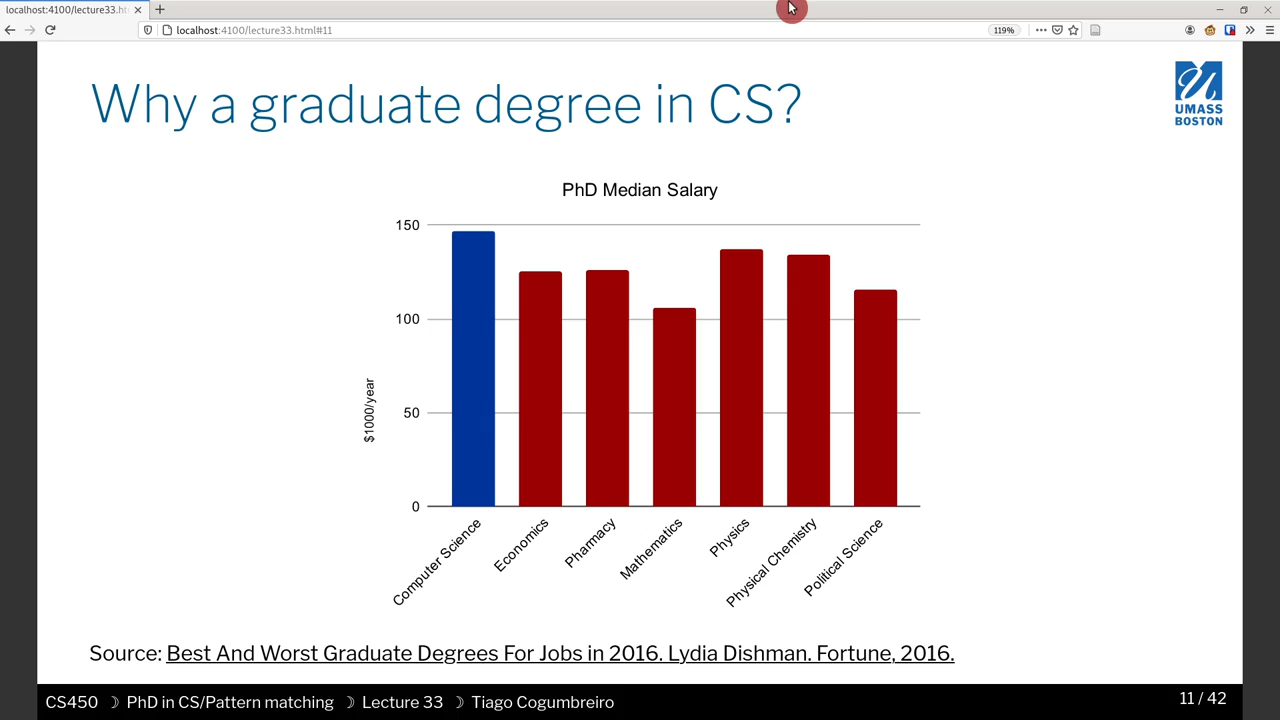 localhost:4100/lecture33.ht
localhost:4100/lecture33.html#11
119%
Why a graduate degree in CS?
UMASS
BOSTON
PhD Median Salary
150
100
50
0
$1000/year
Computer Science
Economics
Pharmacy
Mathematics
Physics
Physical Chemistry
Political Science
Source: Best And Worst Graduate Degrees For Jobs in 2016. Lydia Dishman. Fortune, 2016.
CS450 ☽ PhD in CS/Pattern matching ☽ Lecture 33 ☽ Tiago Cogumbreiro
11 / 42